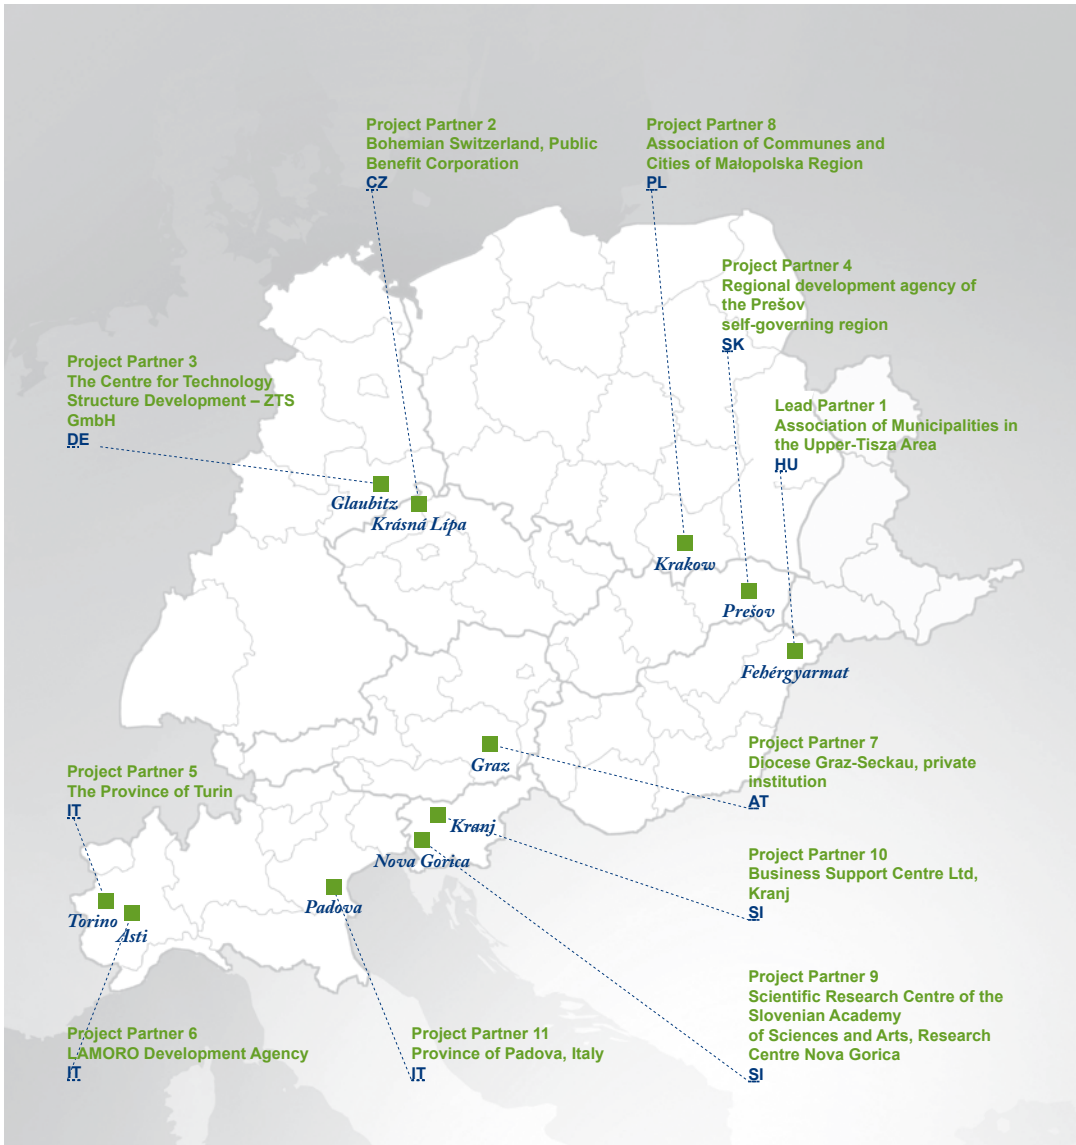 Project Partner 2
Bohemian Switzerland, Public
Benefit Corporation
CZ
Project Partner 8
Association of Communes and
Cities of Małopolska Region
PL
Project Partner 4
Regional development agency of
the Prešov
self-governing region
SK
Project Partner 3
The Centre for Technology
Structure Development – ZTS
GmbH
DE
Lead Partner 1
Association of Municipalities in
the Upper-Tisza Area
HU
Glaubitz
Krásná Lípa
Krakow
Prešov
Fehérgyarmat
Graz
Project Partner 7
Diocese Graz-Seckau, private
institution
AT
Project Partner 5
The Province of Turin
IT
Kranj
Nova Gorica
Project Partner 10
Business Support Centre Ltd,
Kranj
SI
Padova
Torino
Asti
Project Partner 9
Scientific Research Centre of the
Slovenian Academy
of Sciences and Arts, Research
Centre Nova Gorica
SI
Project Partner 6
LAMORO Development Agency
IT
Project Partner 11
Province of Padova, Italy
IT